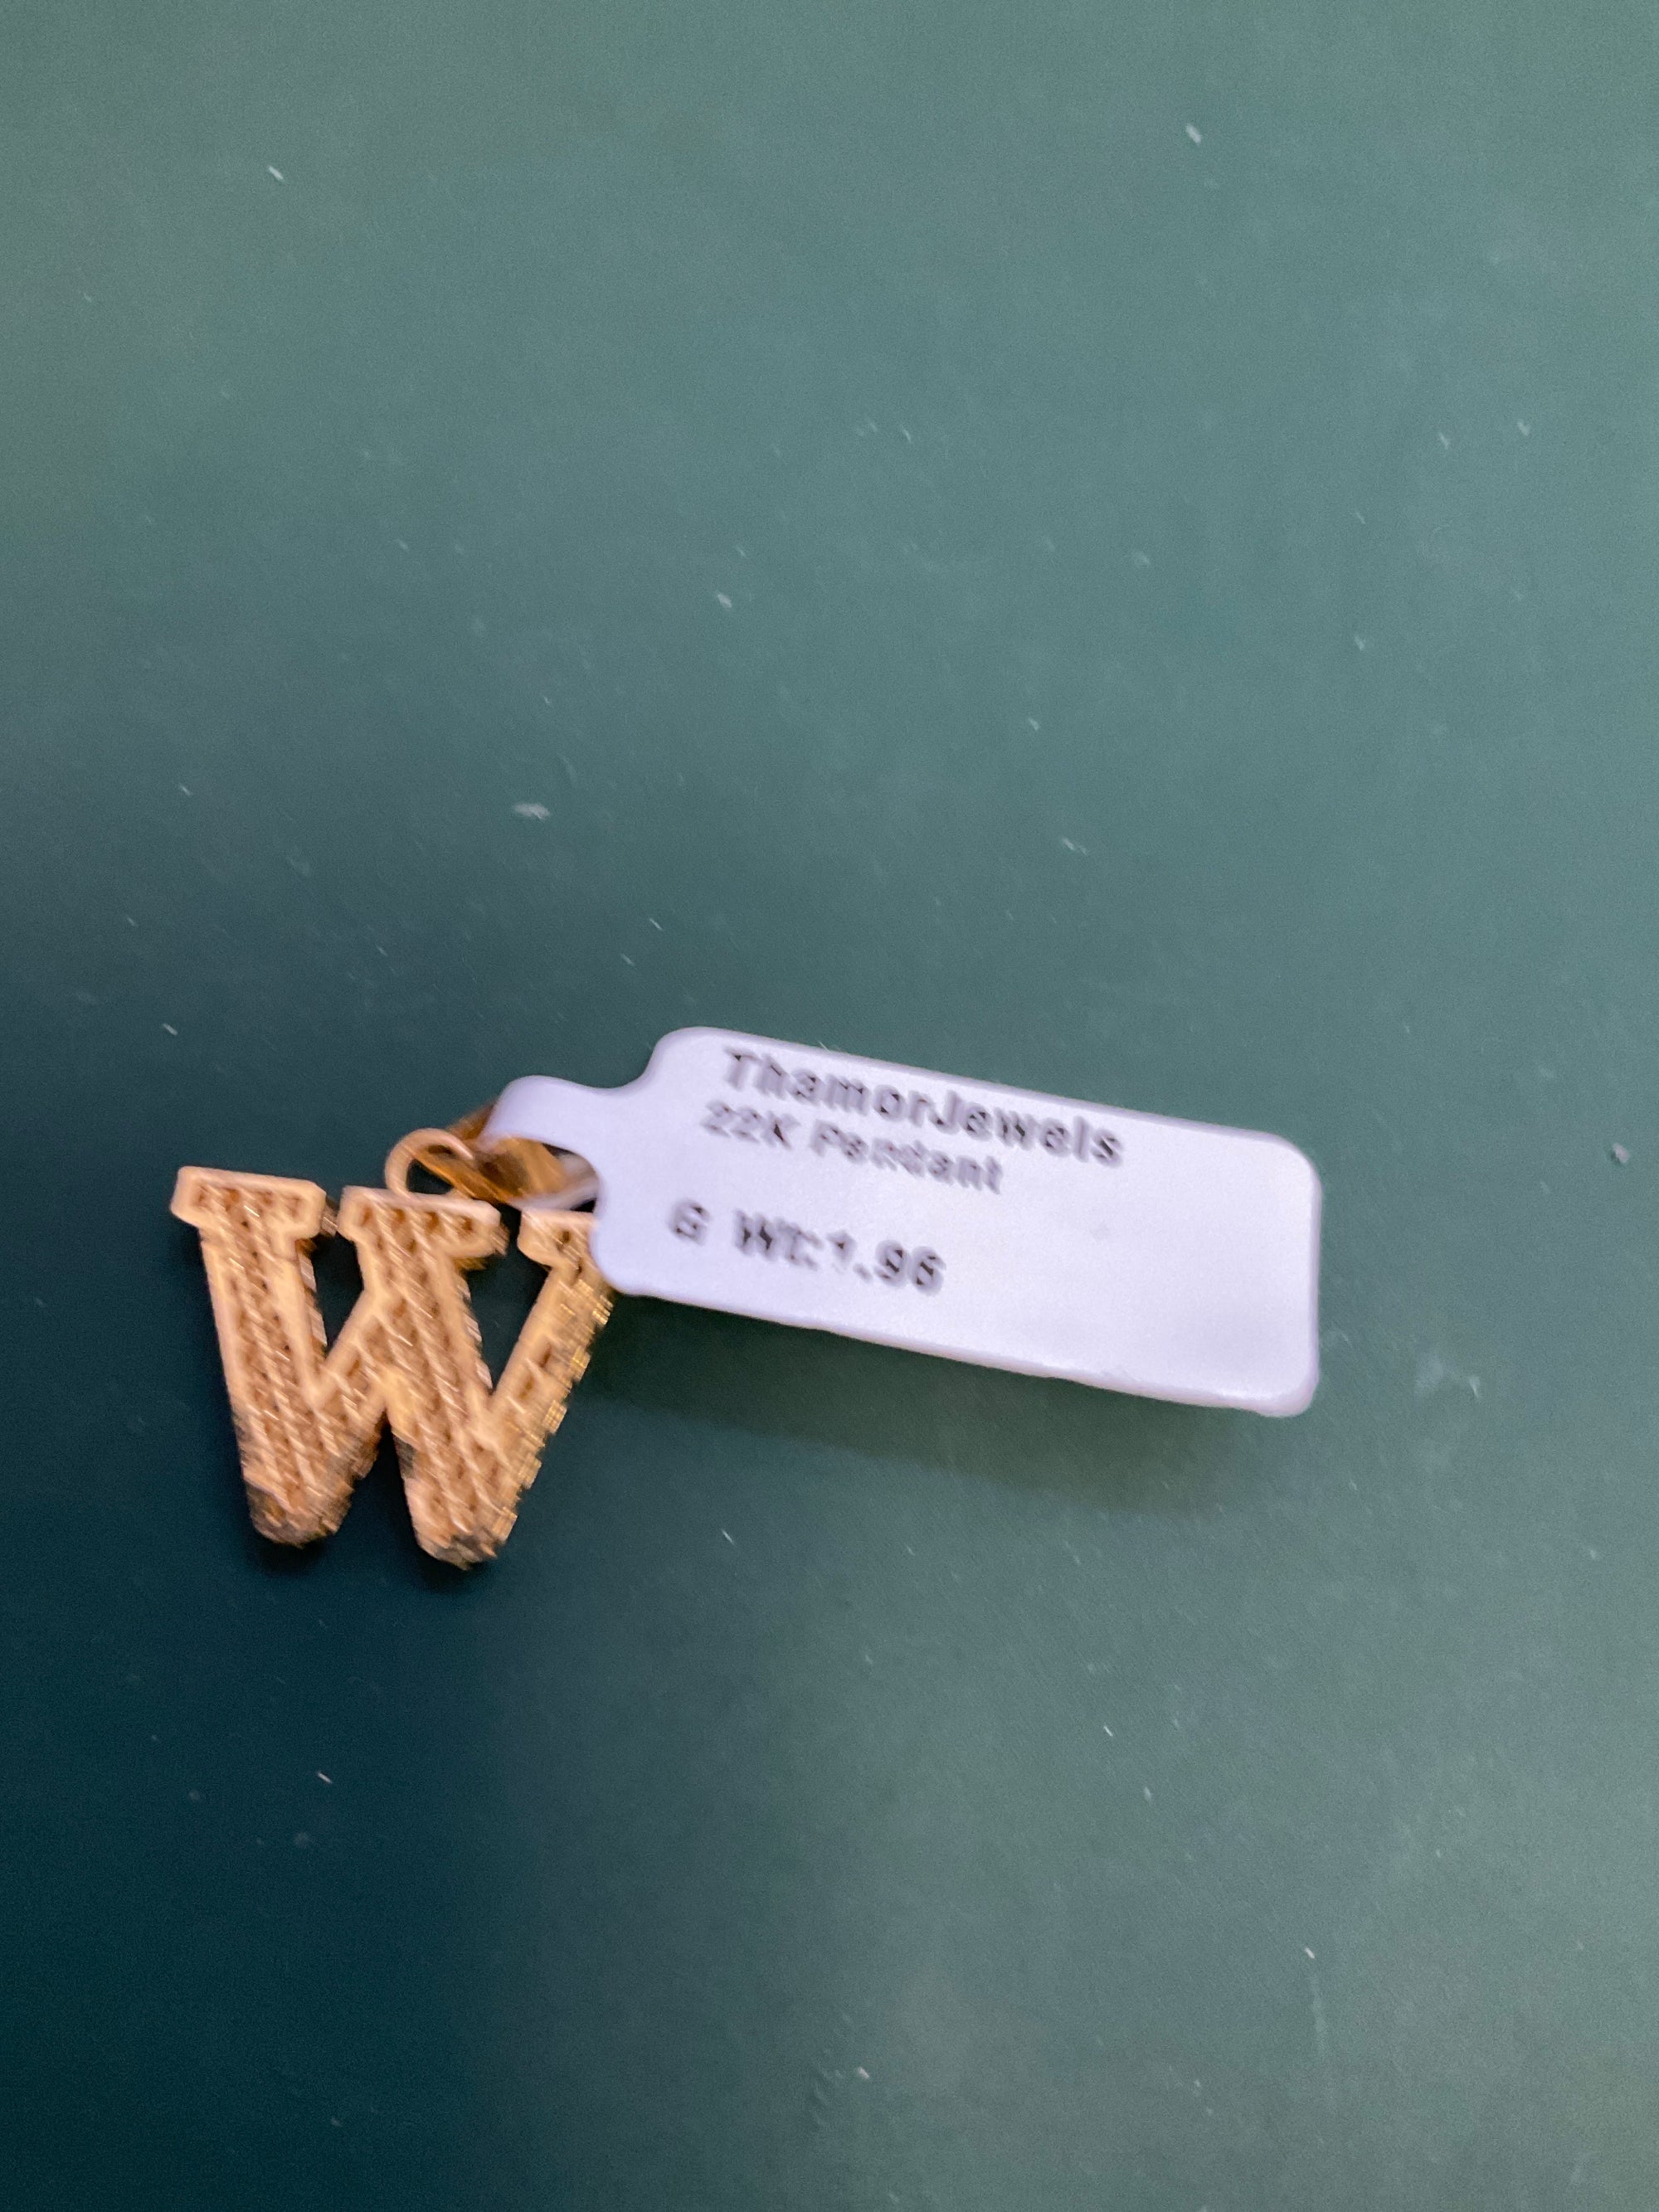 W
ThamorJewels
22K Pendant
G Wt:1.96